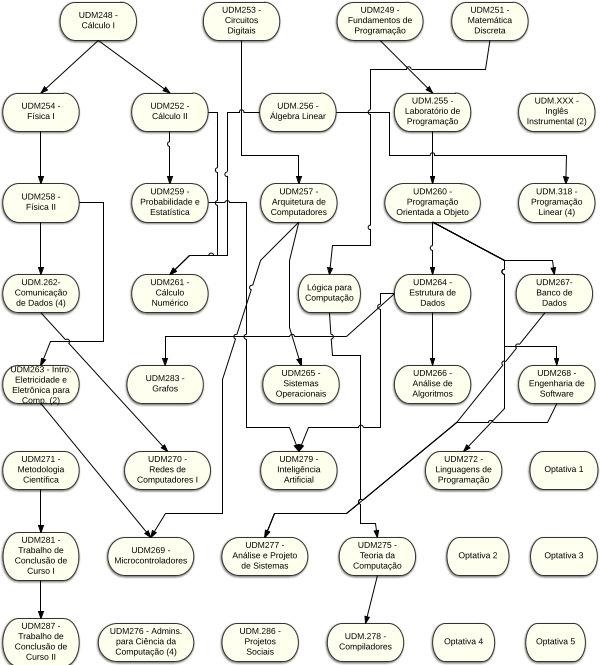 UDM248 -
Cálculo I
UDM253 -
Circuitos
Digitais
UDM249 -
Fundamentos de
Programação
UDM251 -
Matemática
Discreta
UDM254 -
Física I
UDM252 -
Cálculo II
UDM.256 -
Álgebra Linear
UDM.255 -
Laboratório de
Programação
UDM.XXX -
Inglês
Instrumental (2)
UDM258 -
Física II
UDM259 -
Probabilidade e
Estatística
UDM257 -
Arquitetura de
Computadores
UDM260 -
Programação
Orientada a Objeto
UDM.318 -
Programação
Linear (4)
UDM.262-
Comunicação
de Dados (4)
UDM261 -
Cálculo
Numérico
Lógica para
Computação
UDM264 -
Estrutura de
Dados
UDM267-
Banco de
Dados
UDM263 - Intro.
Eletricidade e
Eletrônica para
Comp. (2)
UDM283 -
Grafos
UDM265 -
Sistemas
Operacionais
UDM266 -
Análise de
Algoritmos
UDM268 -
Engenharia de
Software
UDM271 -
Metodologia
Científica
UDM270 -
Redes de
Computadores I
UDM279 -
Inteligência
Artificial
UDM272 -
Linguagens de
Programação
Optativa 1
UDM281 -
Trabalho de
Conclusão de
Curso I
UDM269 -
Microcontroladores
UDM277 -
Análise e Projeto
de Sistemas
UDM275 -
Teoria da
Computação
Optativa 2
Optativa 3
UDM287 -
Trabalho de
Conclusão de
Curso II
UDM276 - Admins.
para Ciência da
Computação (4)
UDM.286 -
Projetos
Sociais
UDM.278 -
Compiladores
Optativa 4
Optativa 5